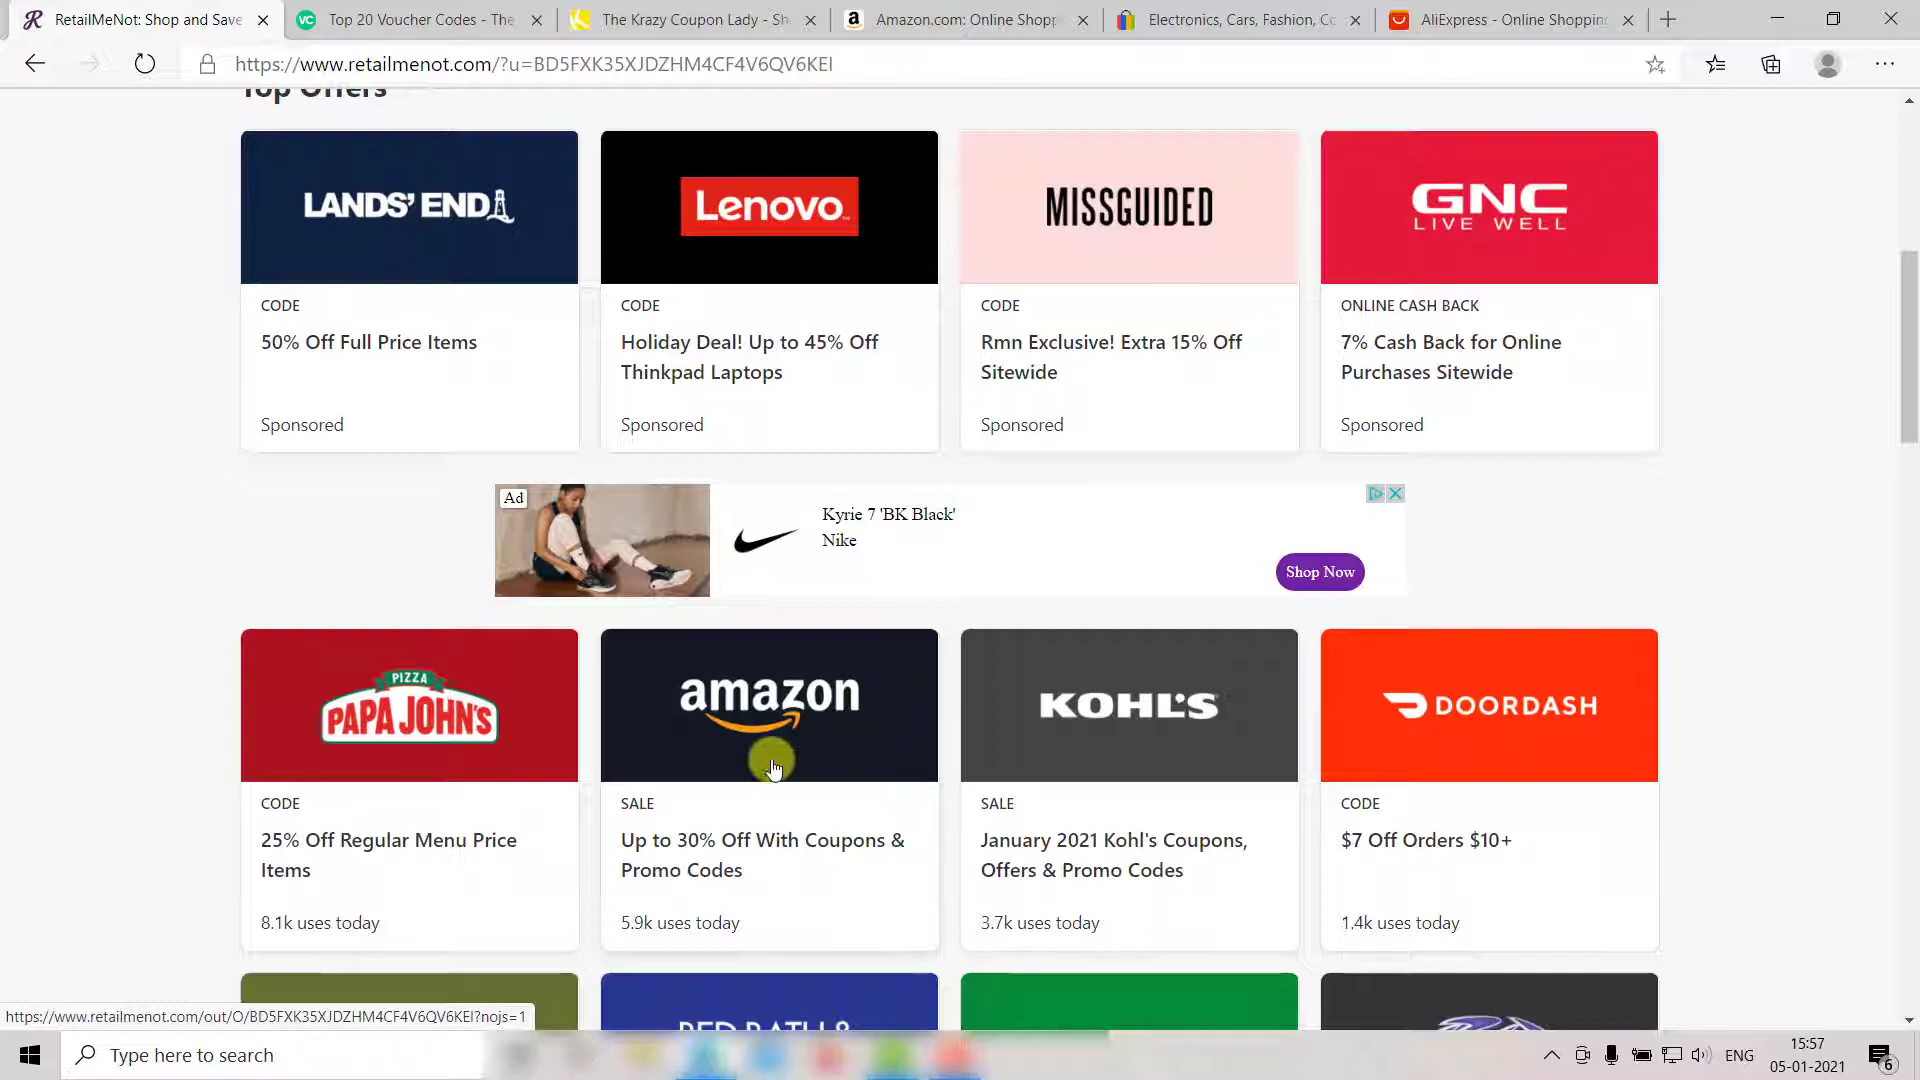 RetailMeNot: Shop and Save
Top 20 Voucher Codes - The
The Krazy Coupon Lady - Sh
Amazon.com: Online Shopp
Electronics, Cars, Fashion, Co
AliExpress - Online Shopping
https://www.retailmenot.com/?u=BD5FXK35XJDZHM4CF4V6QV6KEI
Top Offers
LANDS' END
Lenovo
MISSGUIDED
GNC
LIVE WELL
CODE
CODE
CODE
ONLINE CASH BACK
50% Off Full Price Items
Holiday Deal! Up to 45% Off
Thinkpad Laptops
Rmn Exclusive! Extra 15% Off
Sitewide
7% Cash Back for Online
Purchases Sitewide
Sponsored
Sponsored
Sponsored
Sponsored
Ad
Kyrie 7 'BK Black'
Nike
Shop Now
PIZZA
PAPA JOHN'S
amazon
KOHL'S
DOORDASH
CODE
SALE
SALE
CODE
25% Off Regular Menu Price
Items
Up to 30% Off With Coupons &
Promo Codes
January 2021 Kohl's Coupons,
Offers & Promo Codes
$7 Off Orders $10+
8.1k uses today
5.9k uses today
3.7k uses today
1.4k uses today
https://www.retailmenot.com/out/O/BD5FXK35XJDZHM4CF4V6QV6KEI?nojs=1
BED BATH &
Type here to search
ENG
15:57
05-01-2021
6